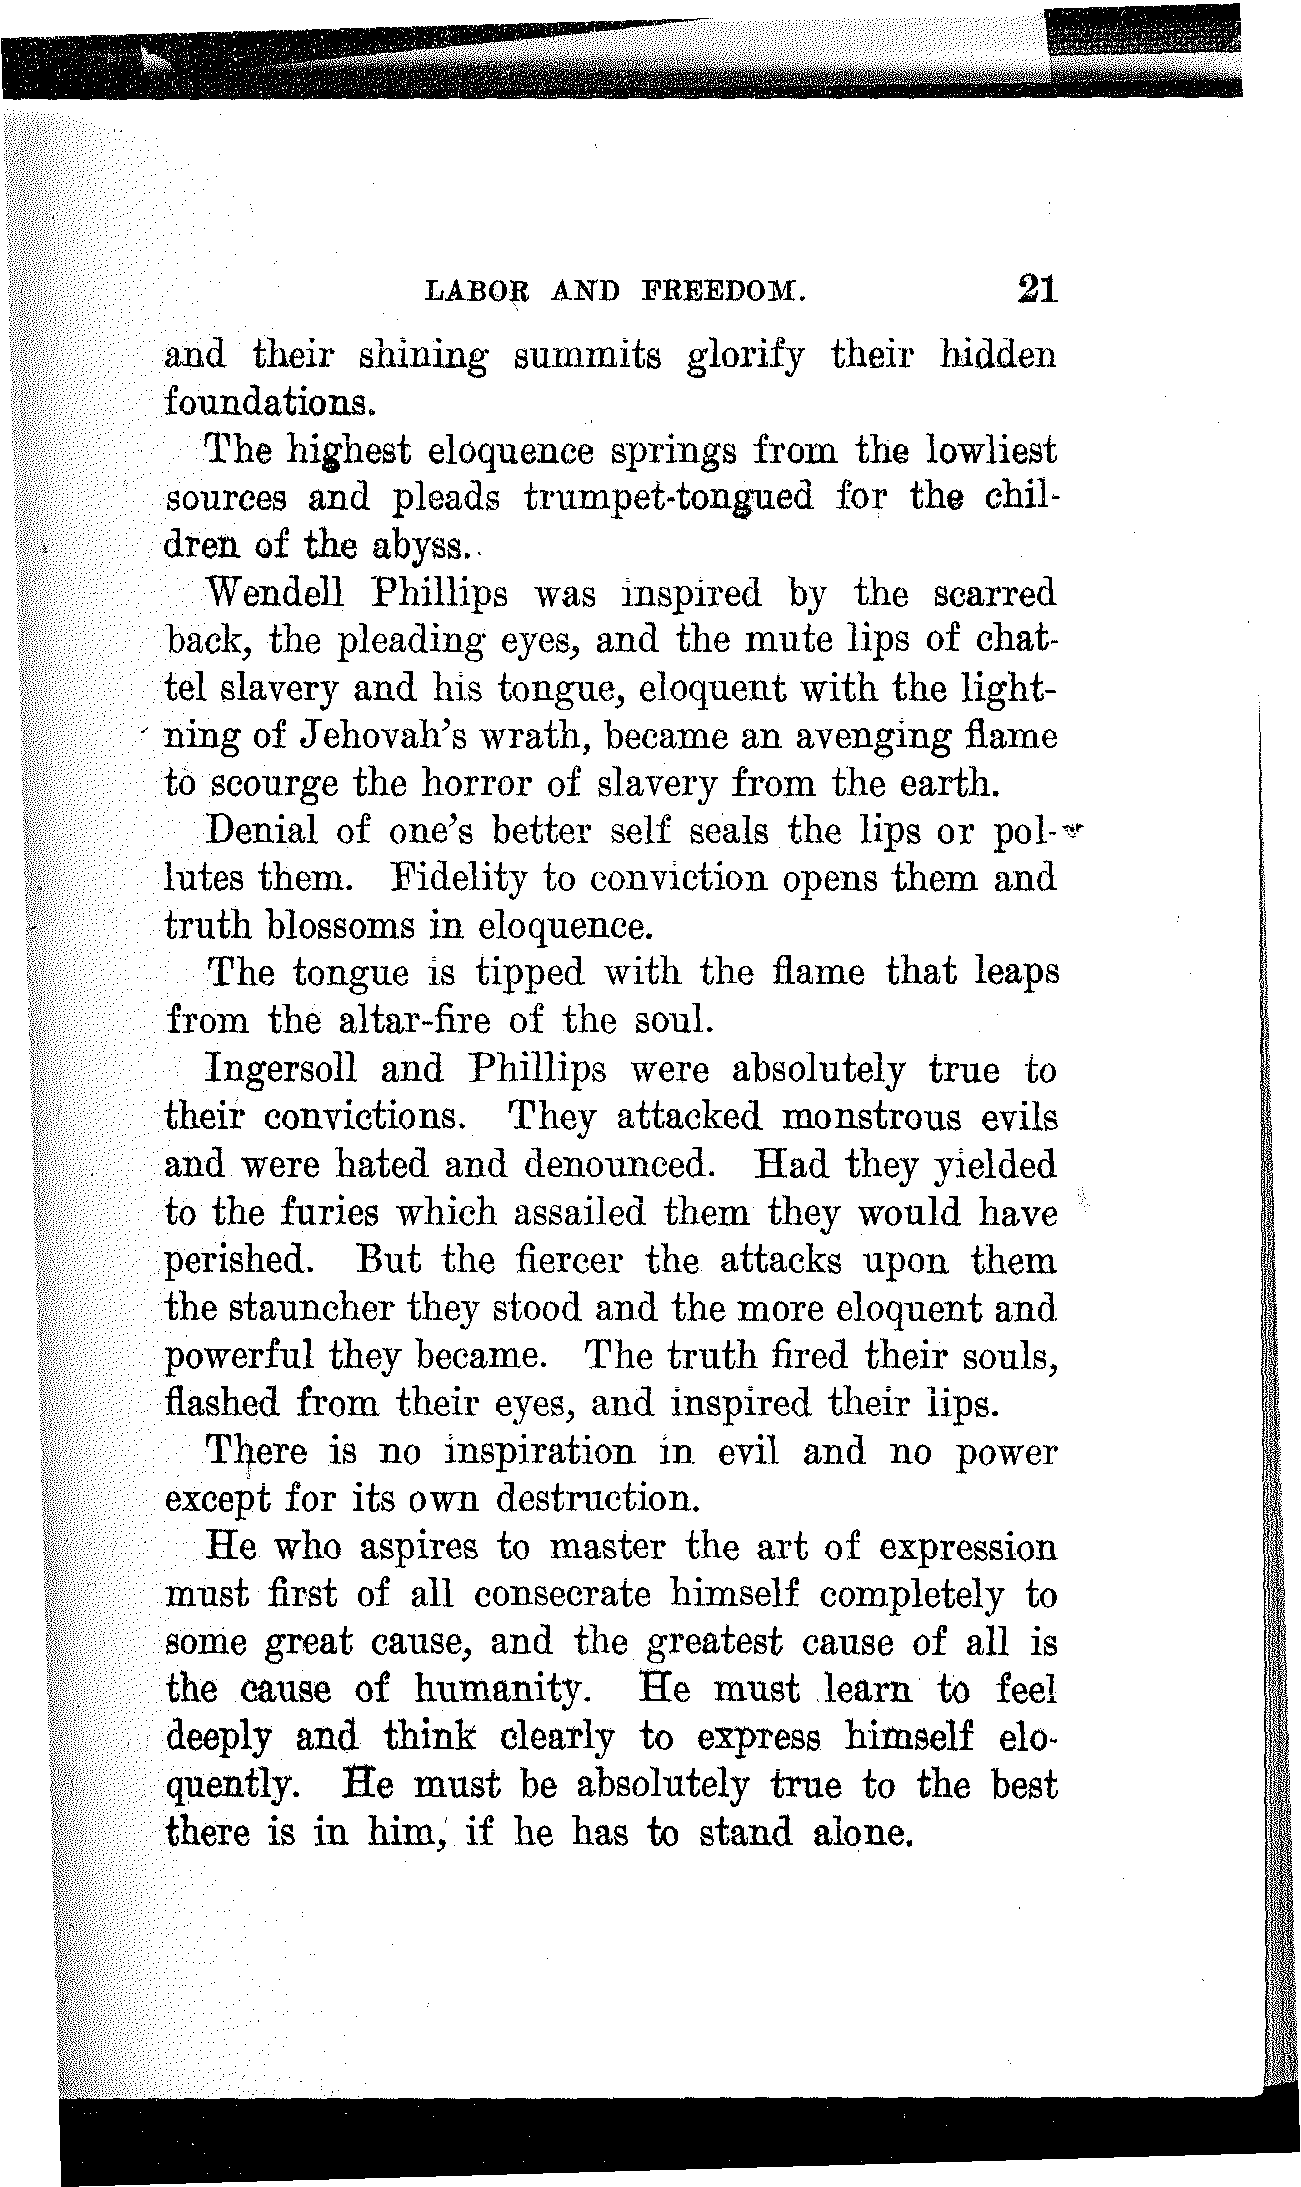 LABOR AND FREEDOM. 21
and their shining summits glorify their hidden
foundations.
The highest eloquence springs from the lowliest
sources and pleads trumpet-tongued for the chil-
dren of the abyss.
Wendell Phillips was inspired by the scarred
back, the pleading eyes, and the mute lips of chat-
tel slavery and his tongue, eloquent with the light-
ning of Jehovah's wrath, became an avenging flame
to scourge the horror of slavery from the earth.
Denial of one's better self seals the lips or pol-
lutes them. Fidelity to conviction opens them and
truth blossoms in eloquence.
The tongue is tipped with the flame that leaps
from the altar-fire of the soul.
Ingersoll and Phillips were absolutely true to
their convictions. They attacked monstrous evils
and were hated and denounced. Had they yielded
to the furies which assailed them they would have
perished. But the fiercer the attacks upon them
the stauncher they stood and the more eloquent and
powerful they became. The truth fired their souls,
flashed from their eyes, and inspired their lips.
There is no inspiration in evil and no power
except for its own destruction.
He who aspires to master the art of expression
must first of all consecrate himself completely to
some great cause, and the greatest cause of all is
the cause of humanity. He must learn to feel
deeply and think clearly to express himself elo-
quently. He must be absolutely true to the best
there is in him, if he has to stand alone.